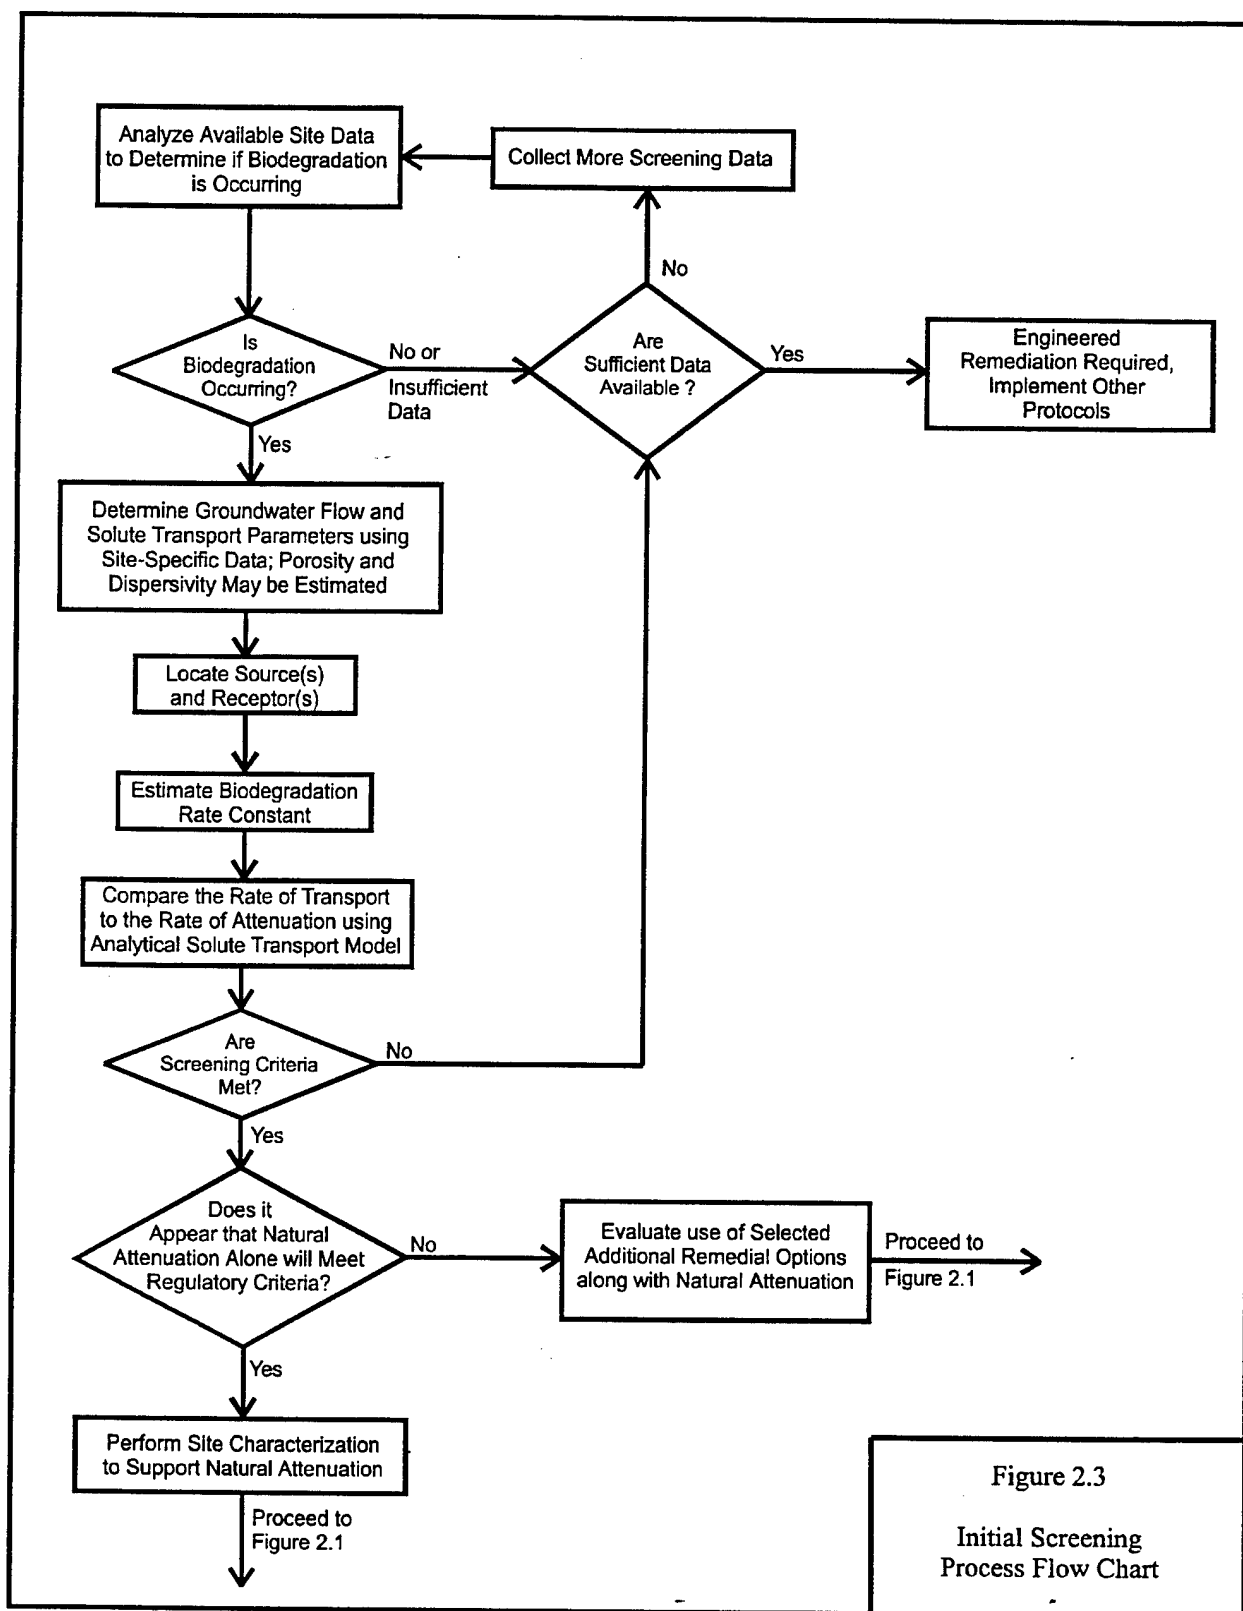 Analyze Available Site Data
to Determine if Biodegradation
is Occurring
Collect More Screening Data
No
Is
Biodegradation
Occurring?
No or
Insufficient
Data
Are
Sufficient Data
Available ?
Yes
Engineered
Remediation Required,
Implement Other
Protocols
Yes
Determine Groundwater Flow and
Solute Transport Parameters using
Site-Specific Data; Porosity and
Dispersivity May be Estimated
Locate Source(s)
and Receptor(s)
Estimate Biodegradation
Rate Constant
Compare the Rate of Transport
to the Rate of Attenuation using
Analytical Solute Transport Model
Are
Screening Criteria
Met?
No
Yes
Does it
Appear that Natural
Attenuation Alone will Meet
Regulatory Criteria?
No
Evaluate use of Selected
Additional Remedial Options
along with Natural Attenuation
Proceed to
Figure 2.1
Yes
Perform Site Characterization
to Support Natural Attenuation
Proceed to
Figure 2.1
Figure 2.3
Initial Screening
Process Flow Chart